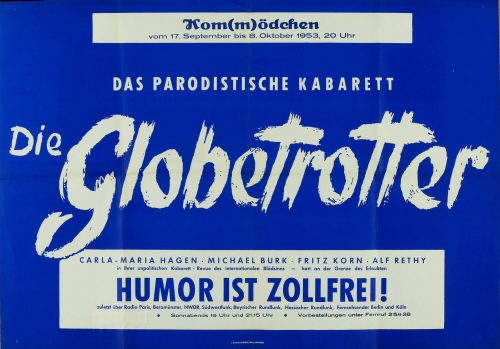 Kom(m)ödchen
vom 17. September bis 8. Oktober 1953, 20 Uhr
DAS PARODISTISCHE KABARETT
Die Globetrotter
CARLA-MARIA HAGEN · MICHAEL BURK · FRITZ KORN · ALF RETHY
in ihrer unpolitischen Kabarett-Revue des internationalen Blödsinns — hart an der Grenze des Erlaubten
HUMOR IST ZOLLFREI!
zuletzt über Radio Paris, Beromünster, NWDR, Südwestfunk, Bayrischer Rundfunk, Hessischer Rundfunk, Fernsehsender Berlin und Köln
• Sonnabends 19 Uhr und 21.15 Uhr • Vorbestellungen unter Fernruf 25428